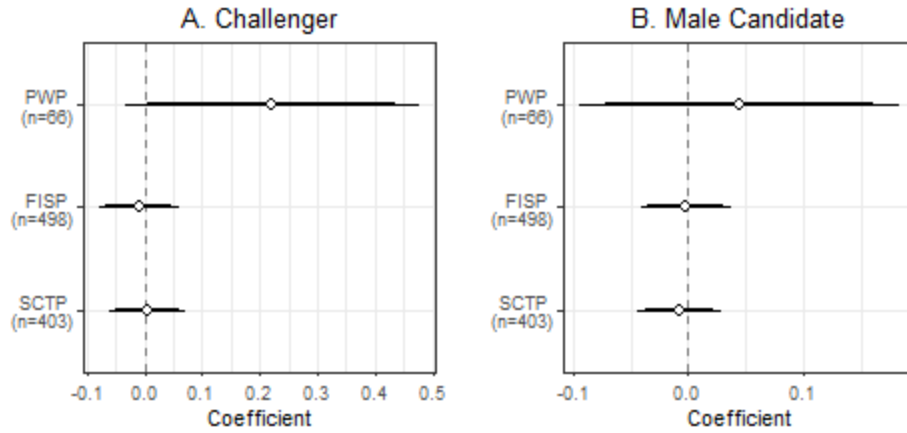 A. Challenger
PWP
(n=66)
FISP
(n=498)
SCTP
(n=403)
-0.1 0.0 0.1 0.2 0.3 0.4 0.5
Coefficient
B. Male Candidate
PWP
(n=66)
FISP
(n=498)
SCTP
(n=403)
-0.1 0.0 0.1
Coefficient